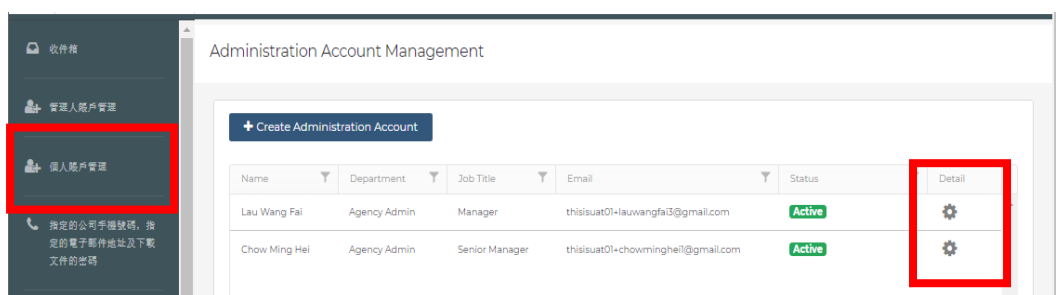 收件箱
Administration Account Management
管理人賬戶管理
+ Create Administration Account
個人賬戶管理
Name Department Job Title Email Status Detail
Lau Wang Fai Agency Admin Manager thisisuat01+lauwangfai3@gmail.com Active
指定的公司手機號碼，指
定的電子郵件地址及下載
文件的密碼
Chow Ming Hei Agency Admin Senior Manager thisisuat01+chowminghei1@gmail.com Active